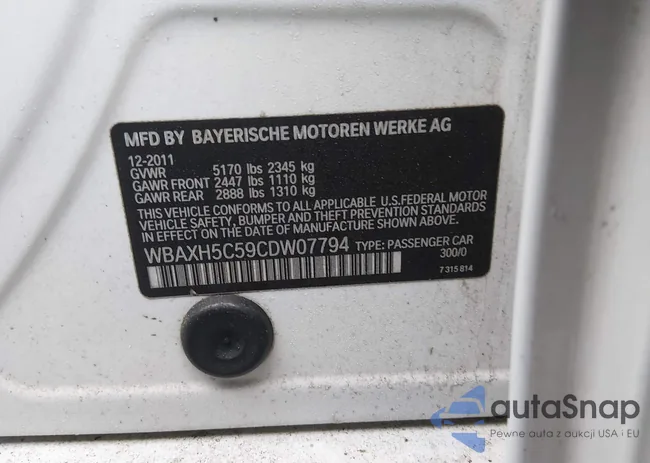 MFD BY BAYERISCHE MOTOREN WERKE AG
12-2011
GVWR 5170 lbs 2345 kg
GAWR FRONT 2447 lbs 1110 kg
GAWR REAR 2888 lbs 1310 kg
THIS VEHICLE CONFORMS TO ALL APPLICABLE U.S.FEDERAL MOTOR
VEHICLE SAFETY, BUMPER AND THEFT PREVENTION STANDARDS
IN EFFECT ON THE DATE OF MANUFACTURE SHOWN ABOVE.
WBAXH5C59CDW07794 TYPE: PASSENGER CAR
300/0
7 315 814
autaSnap
Pewne auta z aukcji USA i EU